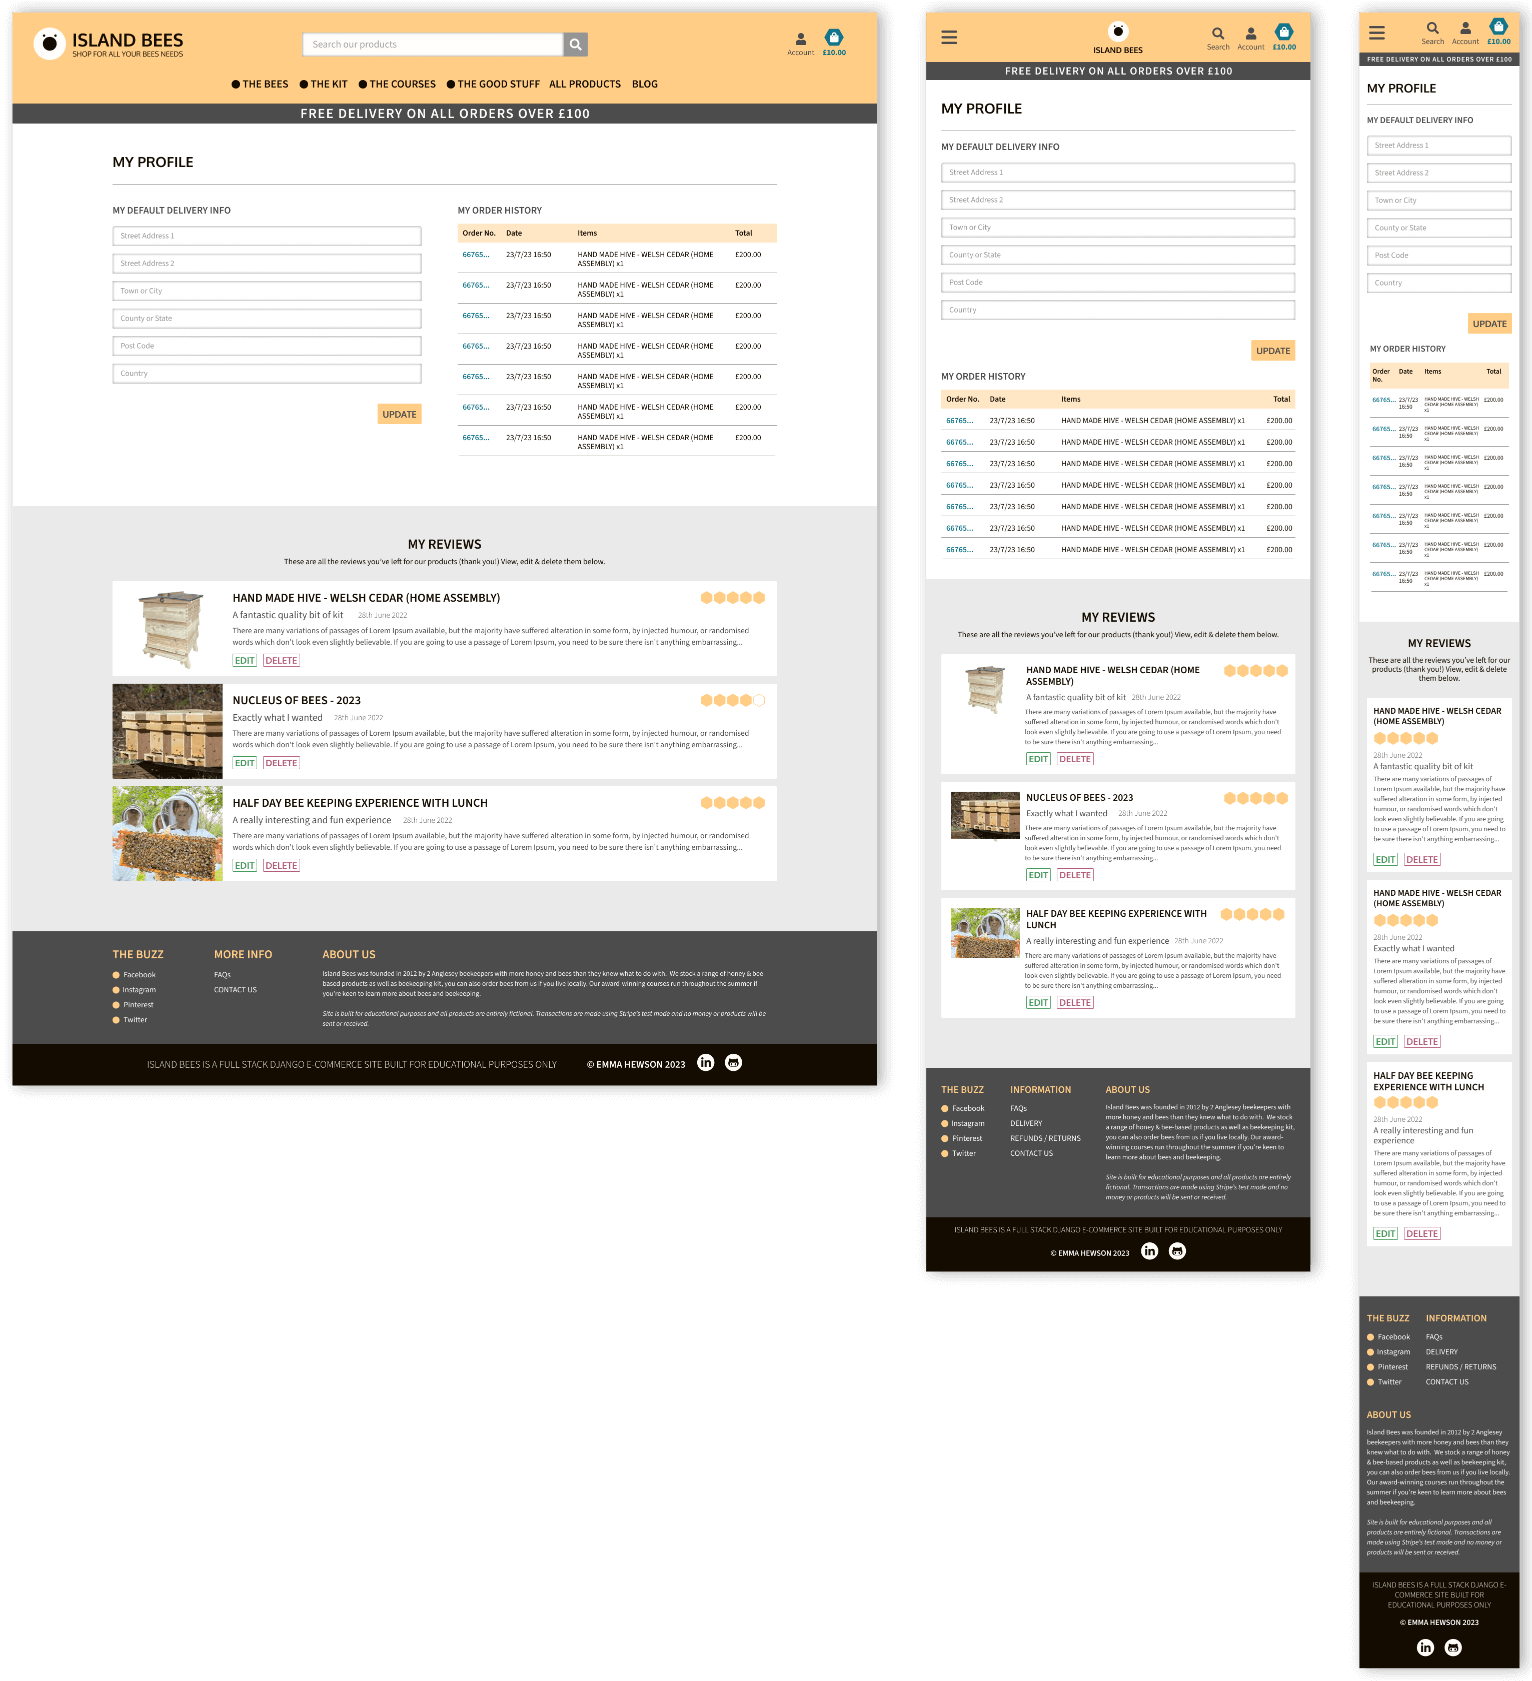 ISLAND BEES
SHOP FOR ALL YOUR BEES NEEDS
Search our products
Account
£10.00
THE BEES THE KIT THE COURSES THE GOOD STUFF ALL PRODUCTS BLOG
FREE DELIVERY ON ALL ORDERS OVER £100
MY PROFILE
MY DEFAULT DELIVERY INFO
Street Address 1
Street Address 2
Town or City
County or State
Post Code
Country
UPDATE
MY ORDER HISTORY
Order No. Date Items Total
66765... 23/7/23 16:50 HAND MADE HIVE - WELSH CEDAR (HOME £200.00
ASSEMBLY) x1
66765... 23/7/23 16:50 HAND MADE HIVE - WELSH CEDAR (HOME £200.00
ASSEMBLY) x1
66765... 23/7/23 16:50 HAND MADE HIVE - WELSH CEDAR (HOME £200.00
ASSEMBLY) x1
66765... 23/7/23 16:50 HAND MADE HIVE - WELSH CEDAR (HOME £200.00
ASSEMBLY) x1
66765... 23/7/23 16:50 HAND MADE HIVE - WELSH CEDAR (HOME £200.00
ASSEMBLY) x1
66765... 23/7/23 16:50 HAND MADE HIVE - WELSH CEDAR (HOME £200.00
ASSEMBLY) x1
66765... 23/7/23 16:50 HAND MADE HIVE - WELSH CEDAR (HOME £200.00
ASSEMBLY) x1
MY REVIEWS
These are all the reviews you've left for our products (thank you!) View, edit & delete them below.
HAND MADE HIVE - WELSH CEDAR (HOME ASSEMBLY)
A fantastic quality bit of kit 28th June 2022
There are many variations of passages of Lorem Ipsum available, but the majority have suffered alteration in some form, by injected humour, or randomised
words which don't look even slightly believable. If you are going to use a passage of Lorem Ipsum, you need to be sure there isn't anything embarrassing...
EDIT DELETE
NUCLEUS OF BEES - 2023
Exactly what I wanted 28th June 2022
There are many variations of passages of Lorem Ipsum available, but the majority have suffered alteration in some form, by injected humour, or randomised
words which don't look even slightly believable. If you are going to use a passage of Lorem Ipsum, you need to be sure there isn't anything embarrassing...
EDIT DELETE
HALF DAY BEE KEEPING EXPERIENCE WITH LUNCH
A really interesting and fun experience 28th June 2022
There are many variations of passages of Lorem Ipsum available, but the majority have suffered alteration in some form, by injected humour, or randomised
words which don't look even slightly believable. If you are going to use a passage of Lorem Ipsum, you need to be sure there isn't anything embarrassing...
EDIT DELETE
THE BUZZ
Facebook
Instagram
Pinterest
Twitter
MORE INFO
FAQs
CONTACT US
ABOUT US
Island Bees was founded in 2012 by 2 Anglesey beekeepers with more honey and bees than they knew what to do with. We stock a range of honey & bee
based products as well as beekeeping kit, you can also order bees from us if you live locally. Our award-winning courses run throughout the summer if
you're keen to learn more about bees and beekeeping.
Site is built for educational purposes and all products are entirely fictional. Transactions are made using Stripe's test mode and no money or products will be
sent or received.
ISLAND BEES IS A FULL STACK DJANGO E-COMMERCE SITE BUILT FOR EDUCATIONAL PURPOSES ONLY © EMMA HEWSON 2023
ISLAND BEES
Search
Account
£10.00
FREE DELIVERY ON ALL ORDERS OVER £100
MY PROFILE
MY DEFAULT DELIVERY INFO
Street Address 1
Street Address 2
Town or City
County or State
Post Code
Country
UPDATE
MY ORDER HISTORY
Order No. Date Items Total
66765... 23/7/23 16:50 HAND MADE HIVE - WELSH CEDAR (HOME ASSEMBLY) x1 £200.00
66765... 23/7/23 16:50 HAND MADE HIVE - WELSH CEDAR (HOME ASSEMBLY) x1 £200.00
66765... 23/7/23 16:50 HAND MADE HIVE - WELSH CEDAR (HOME ASSEMBLY) x1 £200.00
66765... 23/7/23 16:50 HAND MADE HIVE - WELSH CEDAR (HOME ASSEMBLY) x1 £200.00
66765... 23/7/23 16:50 HAND MADE HIVE - WELSH CEDAR (HOME ASSEMBLY) x1 £200.00
66765... 23/7/23 16:50 HAND MADE HIVE - WELSH CEDAR (HOME ASSEMBLY) x1 £200.00
66765... 23/7/23 16:50 HAND MADE HIVE - WELSH CEDAR (HOME ASSEMBLY) x1 £200.00
MY REVIEWS
These are all the reviews you've left for our products (thank you!) View, edit & delete them below.
HAND MADE HIVE - WELSH CEDAR (HOME
ASSEMBLY)
A fantastic quality bit of kit 28th June 2022
There are many variations of passages of Lorem Ipsum available, but the majority have
suffered alteration in some form, by injected humour, or randomised words which don't
look even slightly believable. If you are going to use a passage of Lorem Ipsum, you need
to be sure there isn't anything embarrassing...
EDIT DELETE
NUCLEUS OF BEES - 2023
Exactly what I wanted 28th June 2022
There are many variations of passages of Lorem Ipsum available, but the majority have
suffered alteration in some form, by injected humour, or randomised words which don't
look even slightly believable. If you are going to use a passage of Lorem Ipsum, you need
to be sure there isn't anything embarrassing...
EDIT DELETE
HALF DAY BEE KEEPING EXPERIENCE WITH
LUNCH
A really interesting and fun experience 28th June 2022
There are many variations of passages of Lorem Ipsum available, but the majority have
suffered alteration in some form, by injected humour, or randomised words which don't
look even slightly believable. If you are going to use a passage of Lorem Ipsum, you need
to be sure there isn't anything embarrassing...
EDIT DELETE
THE BUZZ
Facebook
Instagram
Pinterest
Twitter
INFORMATION
FAQs
DELIVERY
REFUNDS / RETURNS
CONTACT US
ABOUT US
Island Bees was founded in 2012 by 2 Anglesey beekeepers with
more honey and bees than they knew what to do with. We stock
a range of honey & bee-based products as well as beekeeping kit,
you can also order bees from us if you live locally. Our award-
winning courses run throughout the summer if you're keen to
learn more about bees and beekeeping.
Site is built for educational purposes and all products are entirely
fictional. Transactions are made using Stripe's test mode and no
money or products will be sent or received.
ISLAND BEES IS A FULL STACK DJANGO E-COMMERCE SITE BUILT FOR EDUCATIONAL PURPOSES ONLY
© EMMA HEWSON 2023
Search
Account
£10.00
FREE DELIVERY ON ALL ORDERS OVER £100
MY PROFILE
MY DEFAULT DELIVERY INFO
Street Address 1
Street Address 2
Town or City
County or State
Post Code
Country
UPDATE
MY ORDER HISTORY
Order Date Items Total
No.
66765... 23/7/23 HAND MADE HIVE - WELSH £200.00
16:50 CEDAR (HOME ASSEMBLY)
x1
66765... 23/7/23 HAND MADE HIVE - WELSH £200.00
16:50 CEDAR (HOME ASSEMBLY)
x1
66765... 23/7/23 HAND MADE HIVE - WELSH £200.00
16:50 CEDAR (HOME ASSEMBLY)
x1
66765... 23/7/23 HAND MADE HIVE - WELSH £200.00
16:50 CEDAR (HOME ASSEMBLY)
x1
66765... 23/7/23 HAND MADE HIVE - WELSH £200.00
16:50 CEDAR (HOME ASSEMBLY)
x1
66765... 23/7/23 HAND MADE HIVE - WELSH £200.00
16:50 CEDAR (HOME ASSEMBLY)
x1
66765... 23/7/23 HAND MADE HIVE - WELSH £200.00
16:50 CEDAR (HOME ASSEMBLY)
x1
MY REVIEWS
These are all the reviews you've left for our
products (thank you!) View, edit & delete
them below.
HAND MADE HIVE - WELSH CEDAR
(HOME ASSEMBLY)
28th June 2022
A fantastic quality bit of kit
There are many variations of passages of
Lorem Ipsum available, but the majority have
suffered alteration in some form, by injected
humour, or randomised words which don't
look even slightly believable. If you are going
to use a passage of Lorem Ipsum, you need to
be sure there isn't anything embarrassing...
EDIT DELETE
HAND MADE HIVE - WELSH CEDAR
(HOME ASSEMBLY)
28th June 2022
Exactly what I wanted
There are many variations of passages of
Lorem Ipsum available, but the majority have
suffered alteration in some form, by injected
humour, or randomised words which don't
look even slightly believable. If you are going
to use a passage of Lorem Ipsum, you need to
be sure there isn't anything embarrassing...
EDIT DELETE
HALF DAY BEE KEEPING
EXPERIENCE WITH LUNCH
28th June 2022
A really interesting and fun
experience
There are many variations of passages of
Lorem Ipsum available, but the majority have
suffered alteration in some form, by injected
humour, or randomised words which don't
look even slightly believable. If you are going
to use a passage of Lorem Ipsum, you need to
be sure there isn't anything embarrassing...
EDIT DELETE
THE BUZZ
Facebook
Instagram
Pinterest
Twitter
INFORMATION
FAQs
DELIVERY
REFUNDS / RETURNS
CONTACT US
ABOUT US
Island Bees was founded in 2012 by 2 Anglesey
beekeepers with more honey and bees than they
knew what to do with. We stock a range of honey
& bee-based products as well as beekeeping kit,
you can also order bees from us if you live locally.
Our award-winning courses run throughout the
summer if you're keen to learn more about bees
and beekeeping.
Site is built for educational purposes and all
products are entirely fictional. Transactions are
made using Stripe's test mode and no money or
products will be sent or received.
ISLAND BEES IS A FULL STACK DJANGO E-
COMMERCE SITE BUILT FOR
EDUCATIONAL PURPOSES ONLY
© EMMA HEWSON 2023